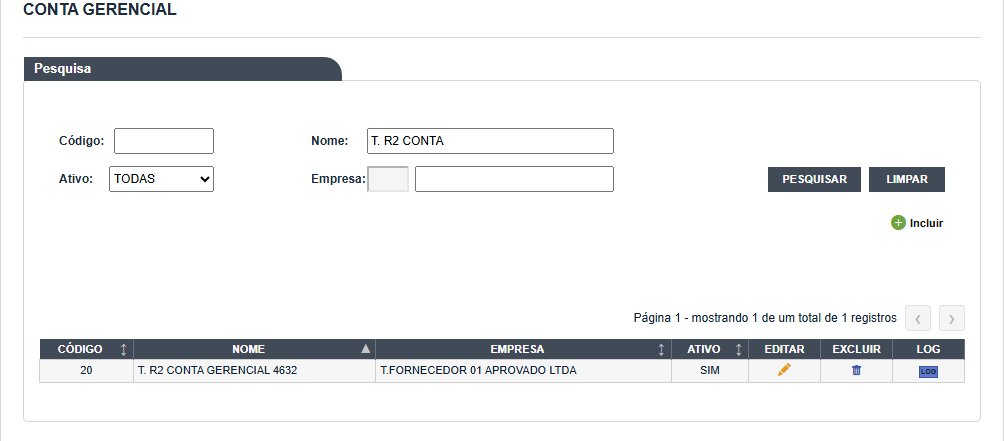 CONTA GERENCIAL
Pesquisa
Código:
Nome: T. R2 CONTA
Ativo: TODAS
Empresa:
PESQUISAR LIMPAR
Incluir
Página 1 - mostrando 1 de um total de 1 registros
CÓDIGO NOME EMPRESA ATIVO EDITAR EXCLUIR LOG
20 T. R2 CONTA GERENCIAL 4632 T.FORNECEDOR 01 APROVADO LTDA SIM LOG